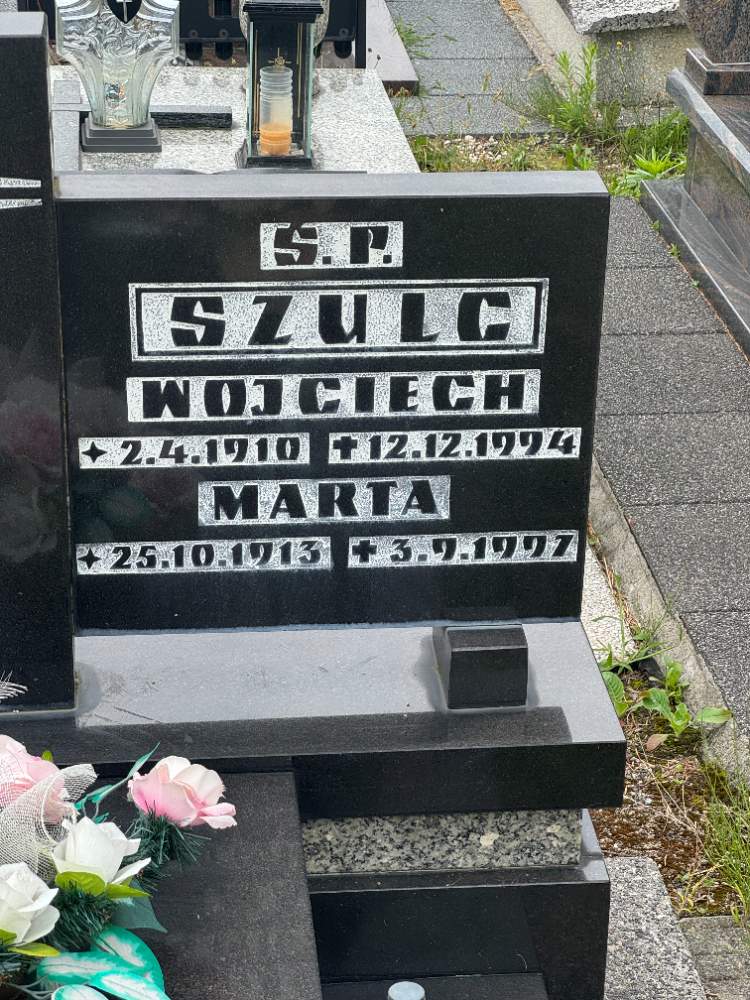 Ś. P.
SZULC
WOJCIECH
✦ 2.4.1910 ✝ 12.12.1994
MARTA
✦ 25.10.1913 ✝ 3.9.1997